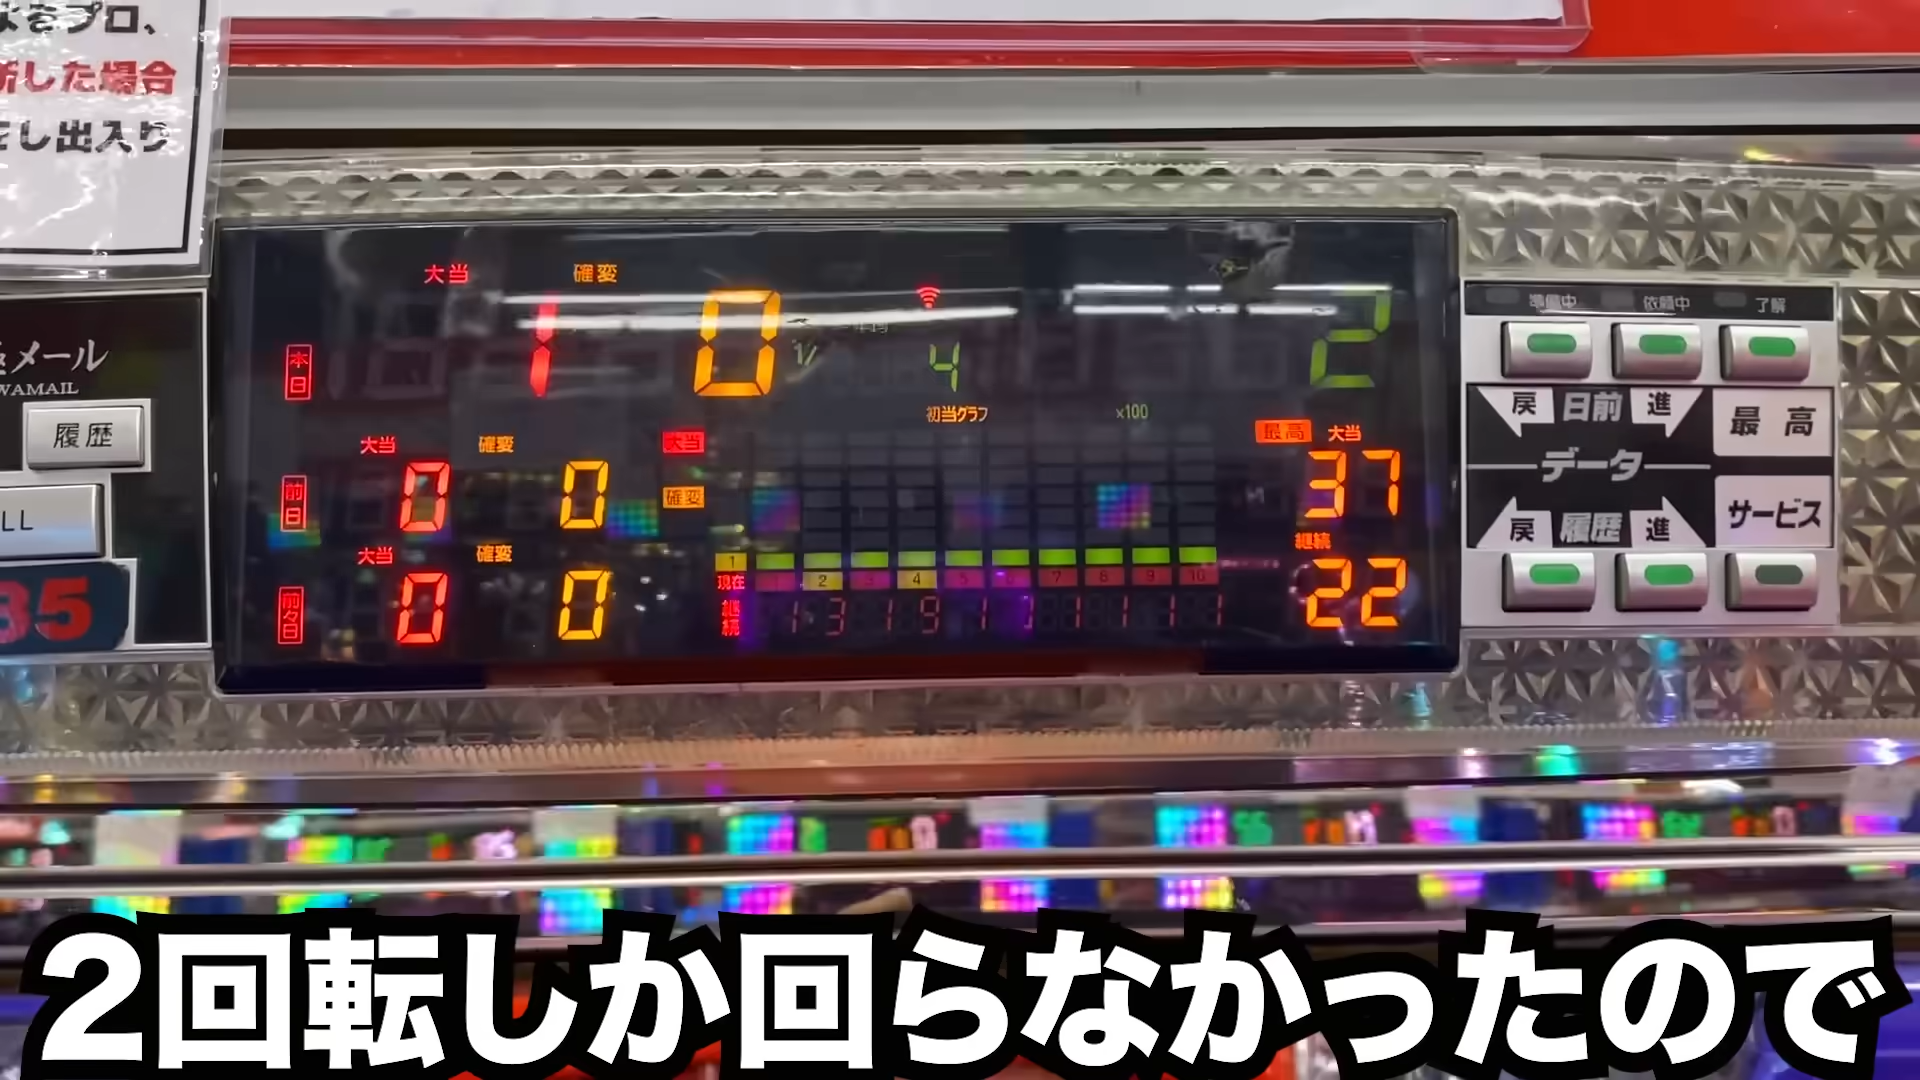 よるプロ、
断した場合
をし出入り
メール
WAMAIL
履歴
LL
35
大当 確変
本日 1 0 1/4 2
初当グラフ ×100
大当 確変 大当 最高 大当
前日 0 0 確変 37
大当 確変 継続
前々日 0 0 22
1
現在 1 2 3 4 5 6 7 8 9 10
継続 1 3 1 9 1 1 1 1 1
準備中 依頼中 了解
戻 日前 進 最高
データ
戻 履歴 進 サービス
2回転しか回らなかったので